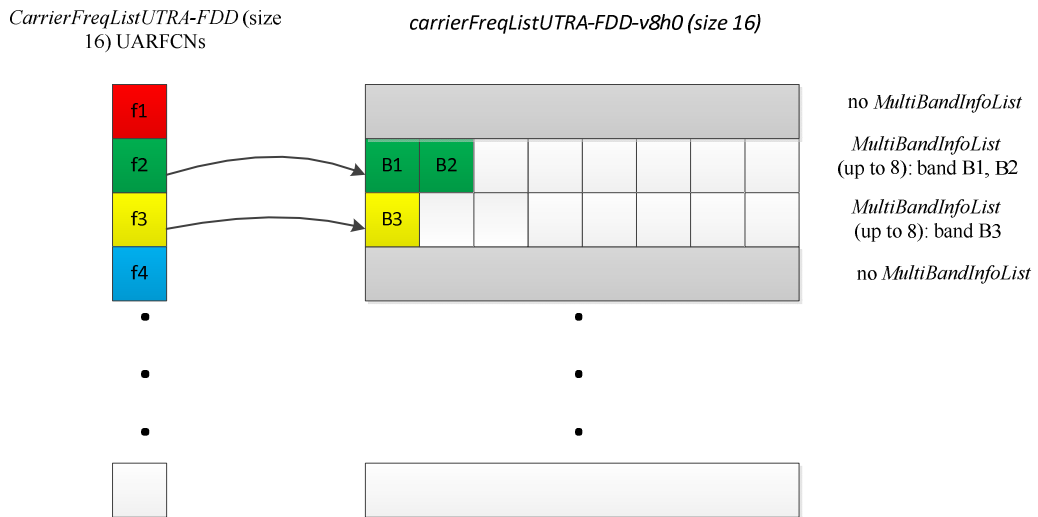 CarrierFreqListUTRA-FDD (size
16) UARFCNs
carrierFreqListUTRA-FDD-v8h0 (size 16)
f1
no MultiBandInfoList
f2
B1
B2
MultiBandInfoList
(up to 8): band B1, B2
f3
B3
MultiBandInfoList
(up to 8): band B3
f4
no MultiBandInfoList